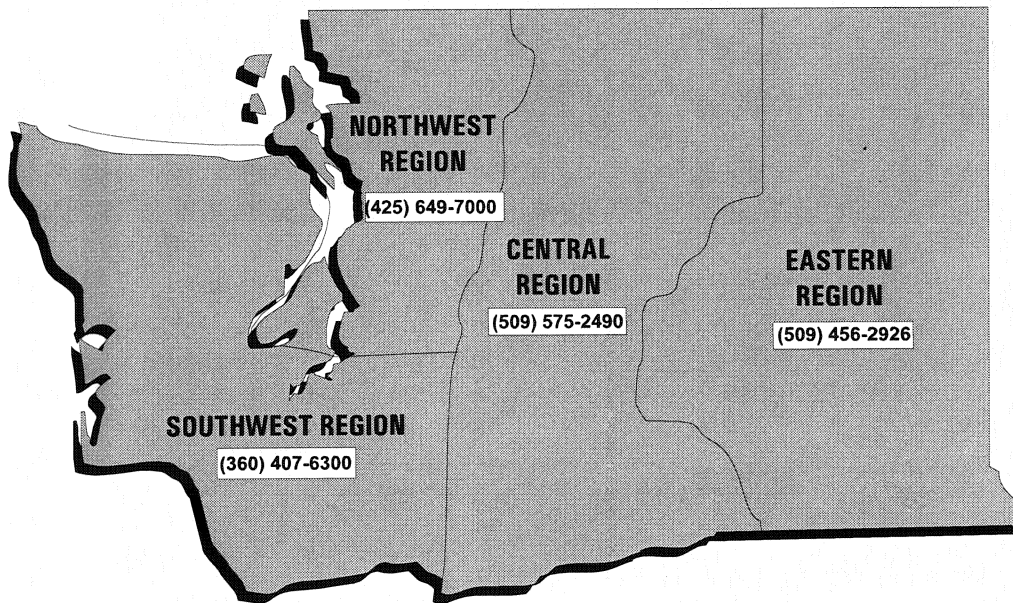 NORTHWEST
REGION
(425) 649-7000
CENTRAL
REGION
(509) 575-2490
EASTERN
REGION
(509) 456-2926
SOUTHWEST REGION
(360) 407-6300